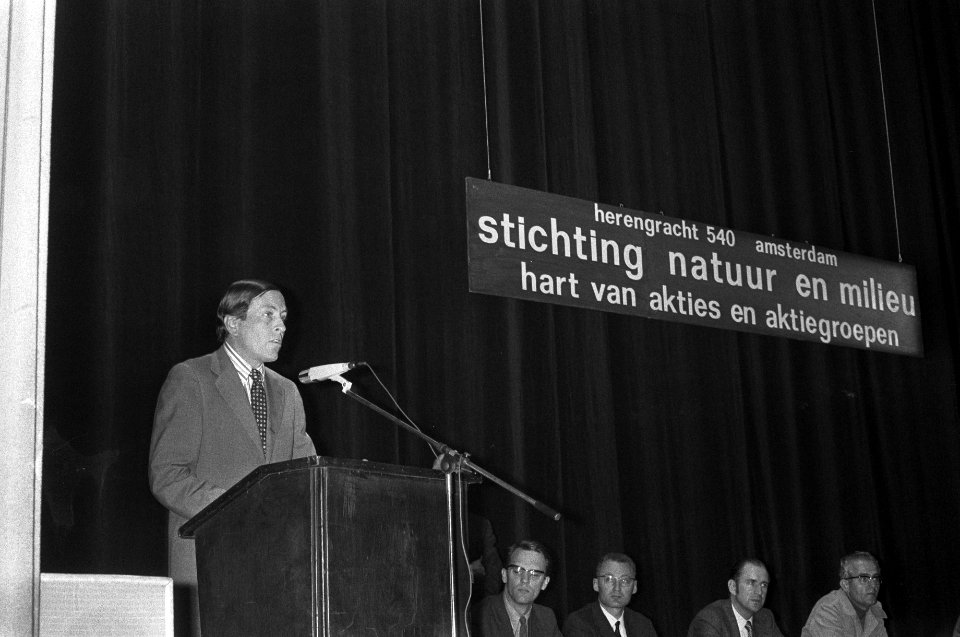 herengracht 540 amsterdam
stichting natuur en milieu
hart van akties en aktiegroepen